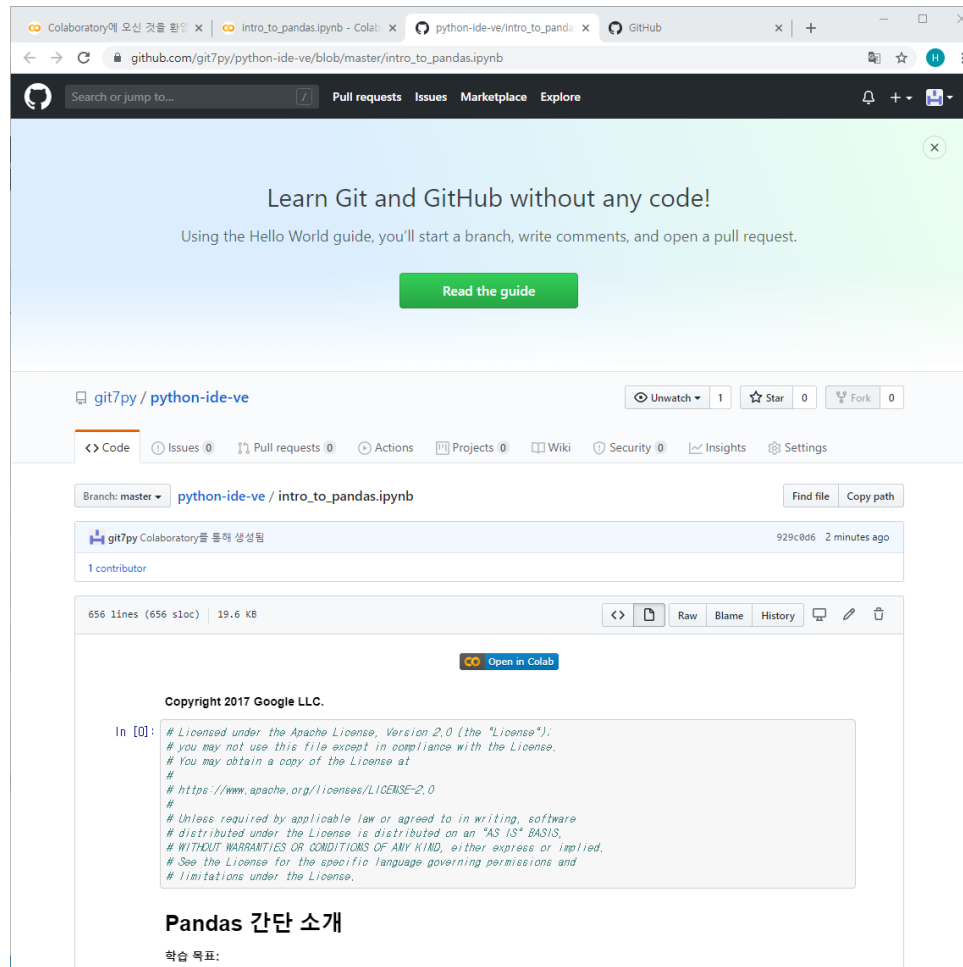 Colaboratory에 오신 것을 환영 intro_to_pandas.ipynb - Colab python-ide-ve/intro_to_panda GitHub
github.com/git7py/python-ide-ve/blob/master/intro_to_pandas.ipynb H
Search or jump to... / Pull requests Issues Marketplace Explore
Learn Git and GitHub without any code!
Using the Hello World guide, you’ll start a branch, write comments, and open a pull request.
Read the guide
git7py / python-ide-ve Unwatch 1 Star 0 Fork 0
Code Issues 0 Pull requests 0 Actions Projects 0 Wiki Security 0 Insights Settings
Branch: master python-ide-ve / intro_to_pandas.ipynb Find file Copy path
git7py Colaboratory를 통해 생성됨 929c0d6 2 minutes ago
1 contributor
656 lines (656 sloc) 19.6 KB Raw Blame History
Open in Colab
Copyright 2017 Google LLC.
In [0]: # Licensed under the Apache License, Version 2.0 (the "License");
# you may not use this file except in compliance with the License.
# You may obtain a copy of the License at
#
# https://www.apache.org/licenses/LICENSE-2.0
#
# Unless required by applicable law or agreed to in writing, software
# distributed under the License is distributed on an "AS IS" BASIS,
# WITHOUT WARRANTIES OR CONDITIONS OF ANY KIND, either express or implied.
# See the License for the specific language governing permissions and
# limitations under the License.
Pandas 간단 소개
학습 목표: